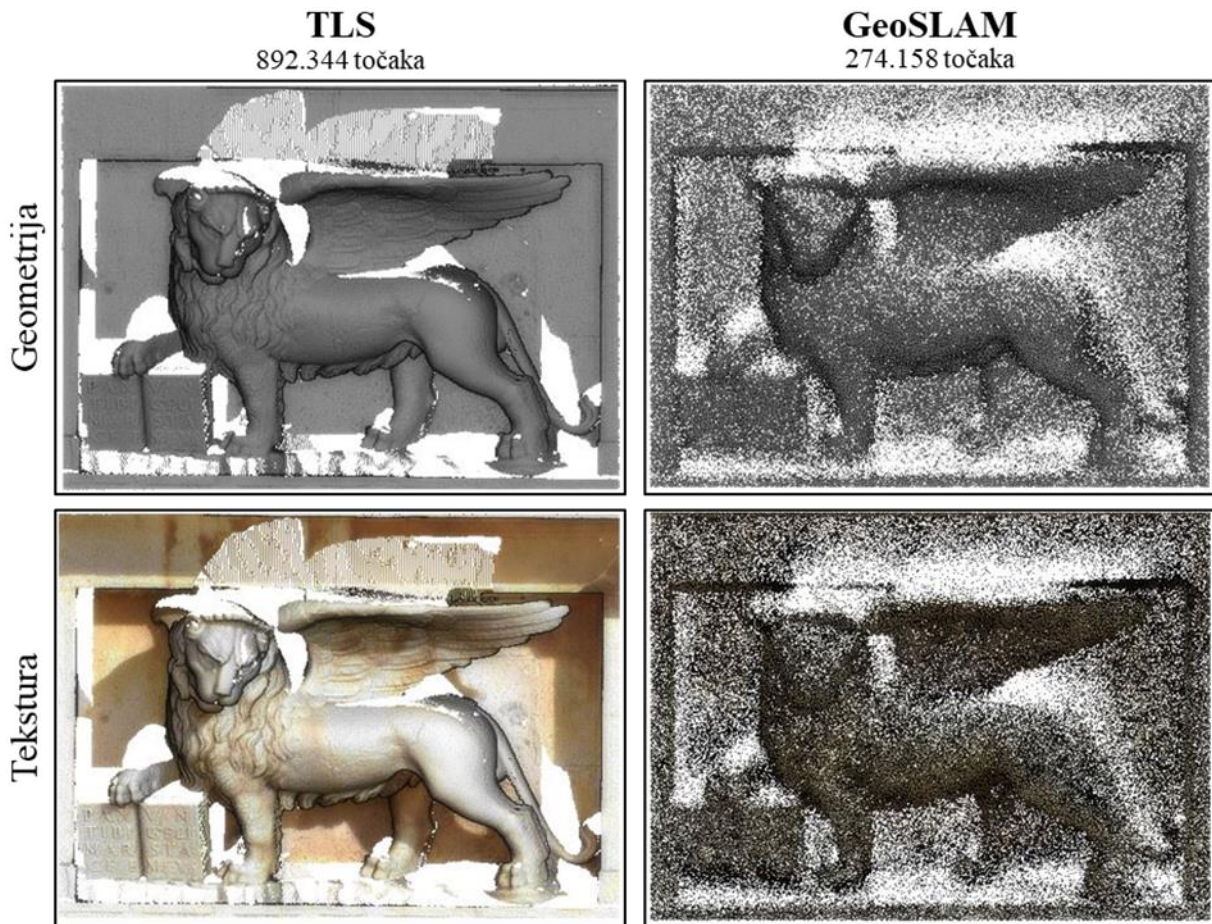 TLS
892.344 točaka
GeoSLAM
274.158 točaka
Geometrija
Tekstura